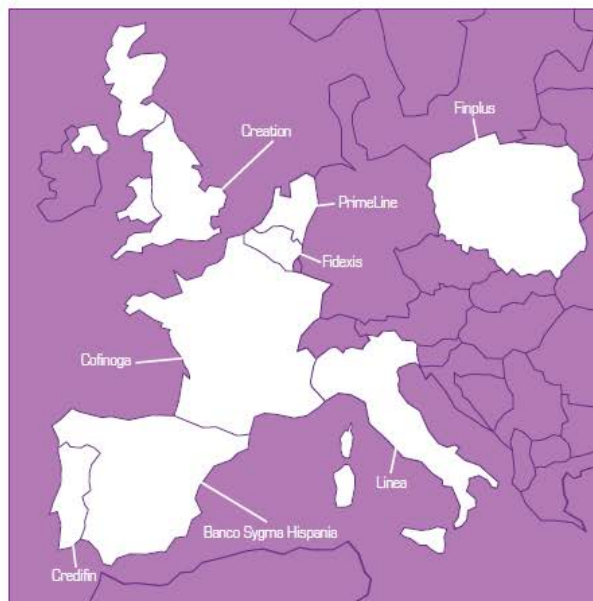 Finplus
Creation
PrimeLine
Fidexis
Cofinoga
Linea
Banco Sygma Hispania
Credifin